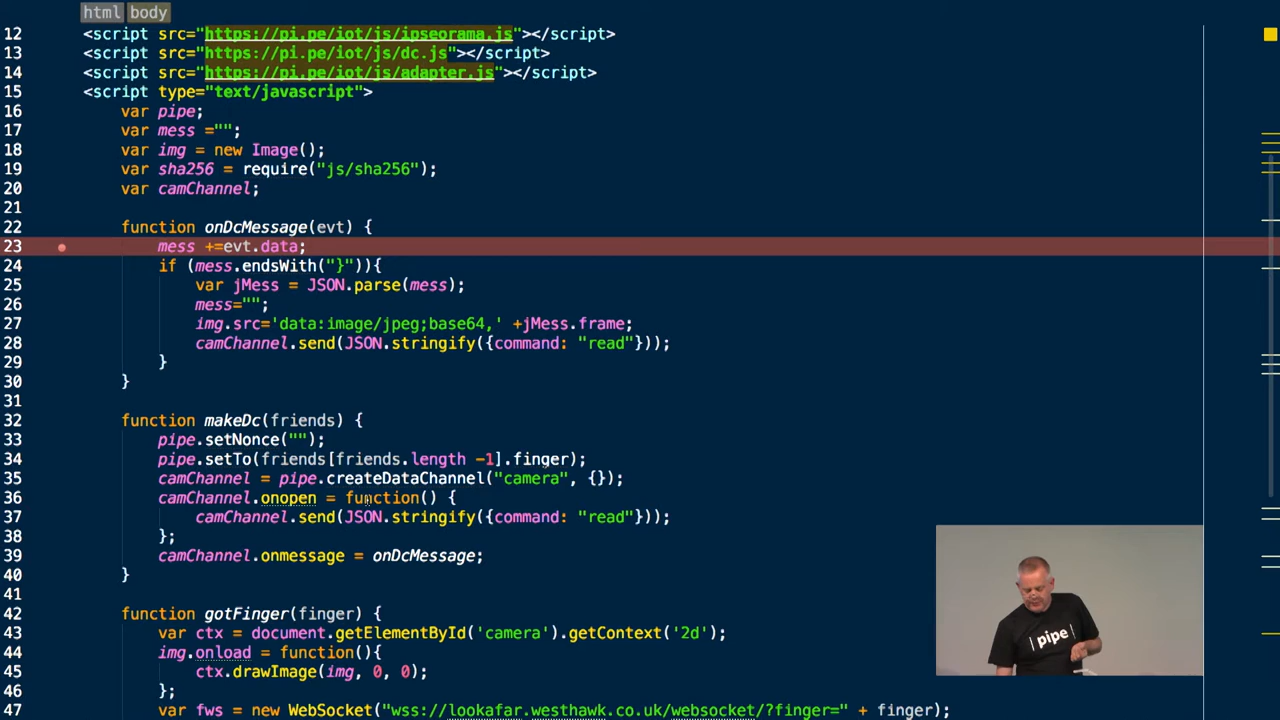 html body
12 <script src="https://pi.pe/iot/js/ipseorama.js"></script>
13 <script src="https://pi.pe/iot/js/dc.js"></script>
14 <script src="https://pi.pe/iot/js/adapter.js"></script>
15 <script type="text/javascript">
16 var pipe;
17 var mess ="";
18 var img = new Image();
19 var sha256 = require("js/sha256");
20 var camChannel;
21
22 function onDcMessage(evt) {
23 mess +=evt.data;
24 if (mess.endsWith("}")){
25 var jMess = JSON.parse(mess);
26 mess="";
27 img.src='data:image/jpeg;base64,' +jMess.frame;
28 camChannel.send(JSON.stringify({command: "read"}));
29 }
30 }
31
32 function makeDc(friends) {
33 pipe.setNonce("");
34 pipe.setTo(friends[friends.length -1].finger);
35 camChannel = pipe.createDataChannel("camera", {});
36 camChannel.onopen = function() {
37 camChannel.send(JSON.stringify({command: "read"}));
38 };
39 camChannel.onmessage = onDcMessage;
40 }
41
42 function gotFinger(finger) {
43 var ctx = document.getElementById('camera').getContext('2d');
44 img.onload = function(){
45 ctx.drawImage(img, 0, 0);
46 };
47 var fws = new WebSocket("wss://lookafar.westhawk.co.uk/websocket/?finger=" + finger);
|pipe|